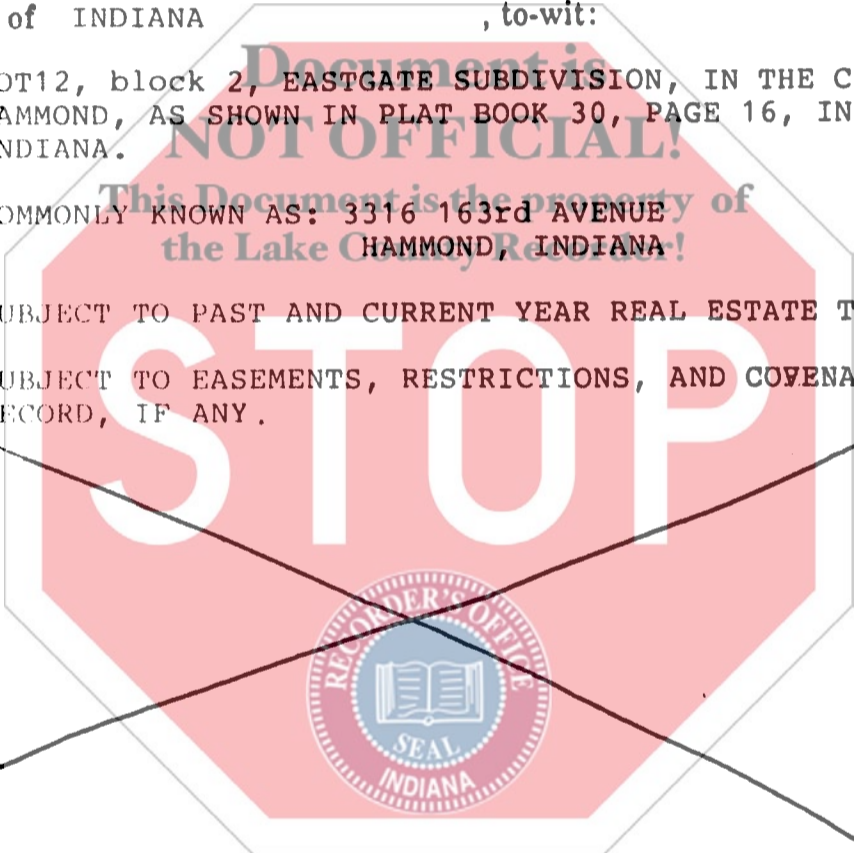 of INDIANA , to-wit:
Document is
OT12, block 2, EASTGATE SUBDIVISION, IN THE C
AMMOND, AS SHOWN IN PLAT BOOK 30, PAGE 16, IN
NOT OFFICIAL!
NDIANA.
This Document is the property of
OMMONLY KNOWN AS: 3316 163rd AVENUE
the Lake County Recorder!
HAMMOND, INDIANA
UBJECT TO PAST AND CURRENT YEAR REAL ESTATE T
UBJECT TO EASEMENTS, RESTRICTIONS, AND COVENA
ECORD, IF ANY.
STOP
RECORDER'S OFFICE
SEAL
INDIANA